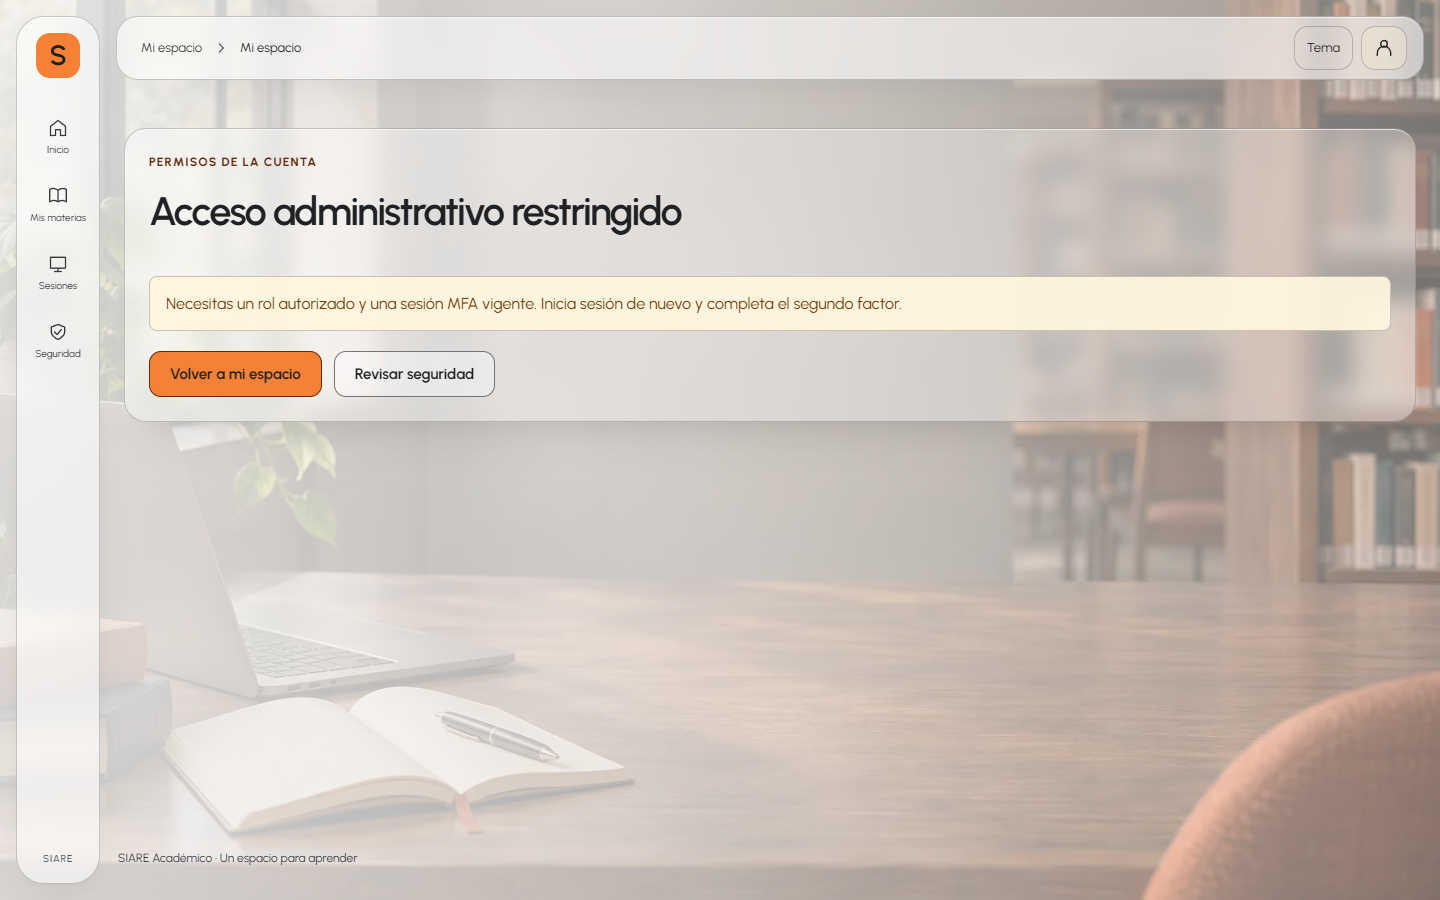 S
Inicio
Mis materias
Sesiones
Seguridad
SIARE
Mi espacio > Mi espacio
Tema
PERMISOS DE LA CUENTA
Acceso administrativo restringido
Necesitas un rol autorizado y una sesión MFA vigente. Inicia sesión de nuevo y completa el segundo factor.
Volver a mi espacio
Revisar seguridad
SIARE Académico · Un espacio para aprender